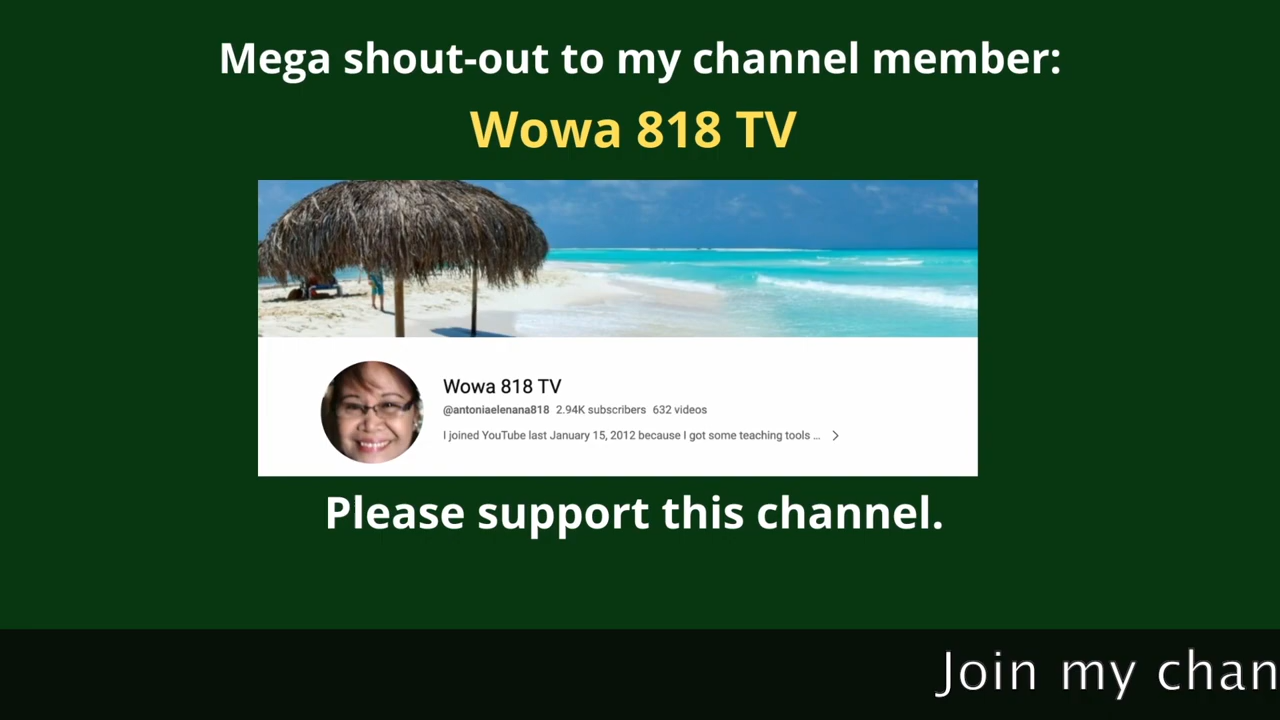 Mega shout-out to my channel member:
Wowa 818 TV
Wowa 818 TV
@antoniaelenana818 2.94K subscribers 632 videos
I joined YouTube last January 15, 2012 because I got some teaching tools ...
Please support this channel.
Join my chan